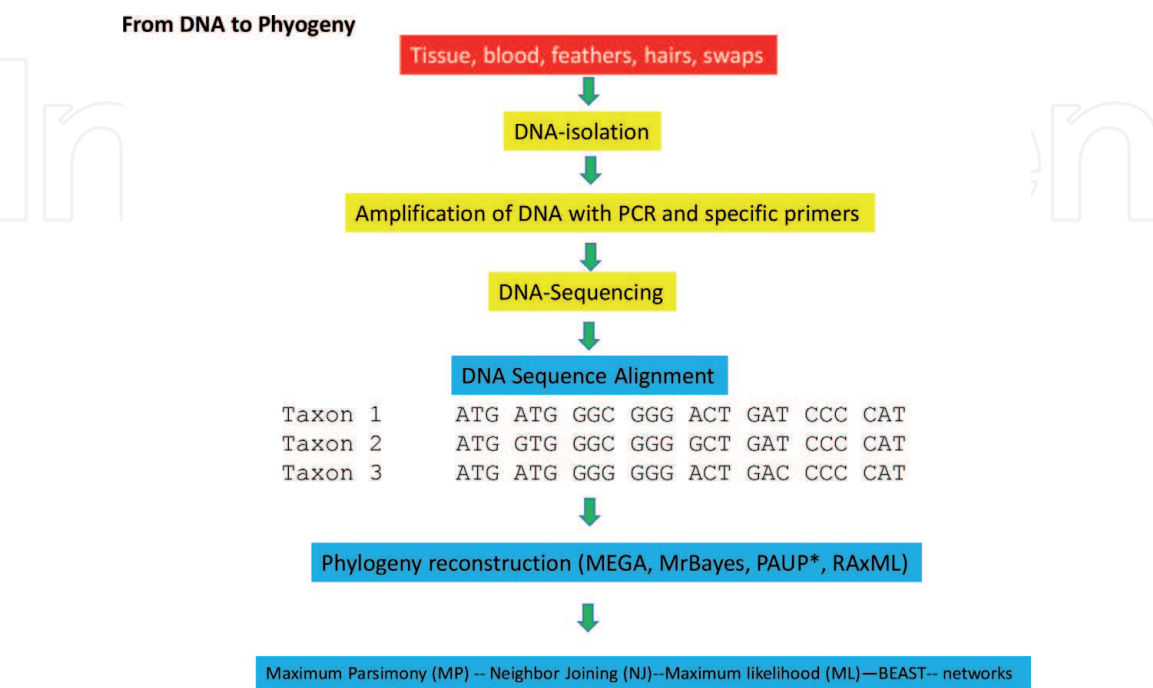 From DNA to Phyogeny
Tissue, blood, feathers, hairs, swaps
DNA-isolation
Amplification of DNA with PCR and specific primers
DNA-Sequencing
DNA Sequence Alignment
Taxon 1 ATG ATG GGC GGG ACT GAT CCC CAT
Taxon 2 ATG GTG GGC GGG GCT GAT CCC CAT
Taxon 3 ATG ATG GGG GGG ACT GAC CCC CAT
Phylogeny reconstruction (MEGA, MrBayes, PAUP*, RAxML)
Maximum Parsimony (MP) -- Neighbor Joining (NJ)--Maximum likelihood (ML)—BEAST-- networks